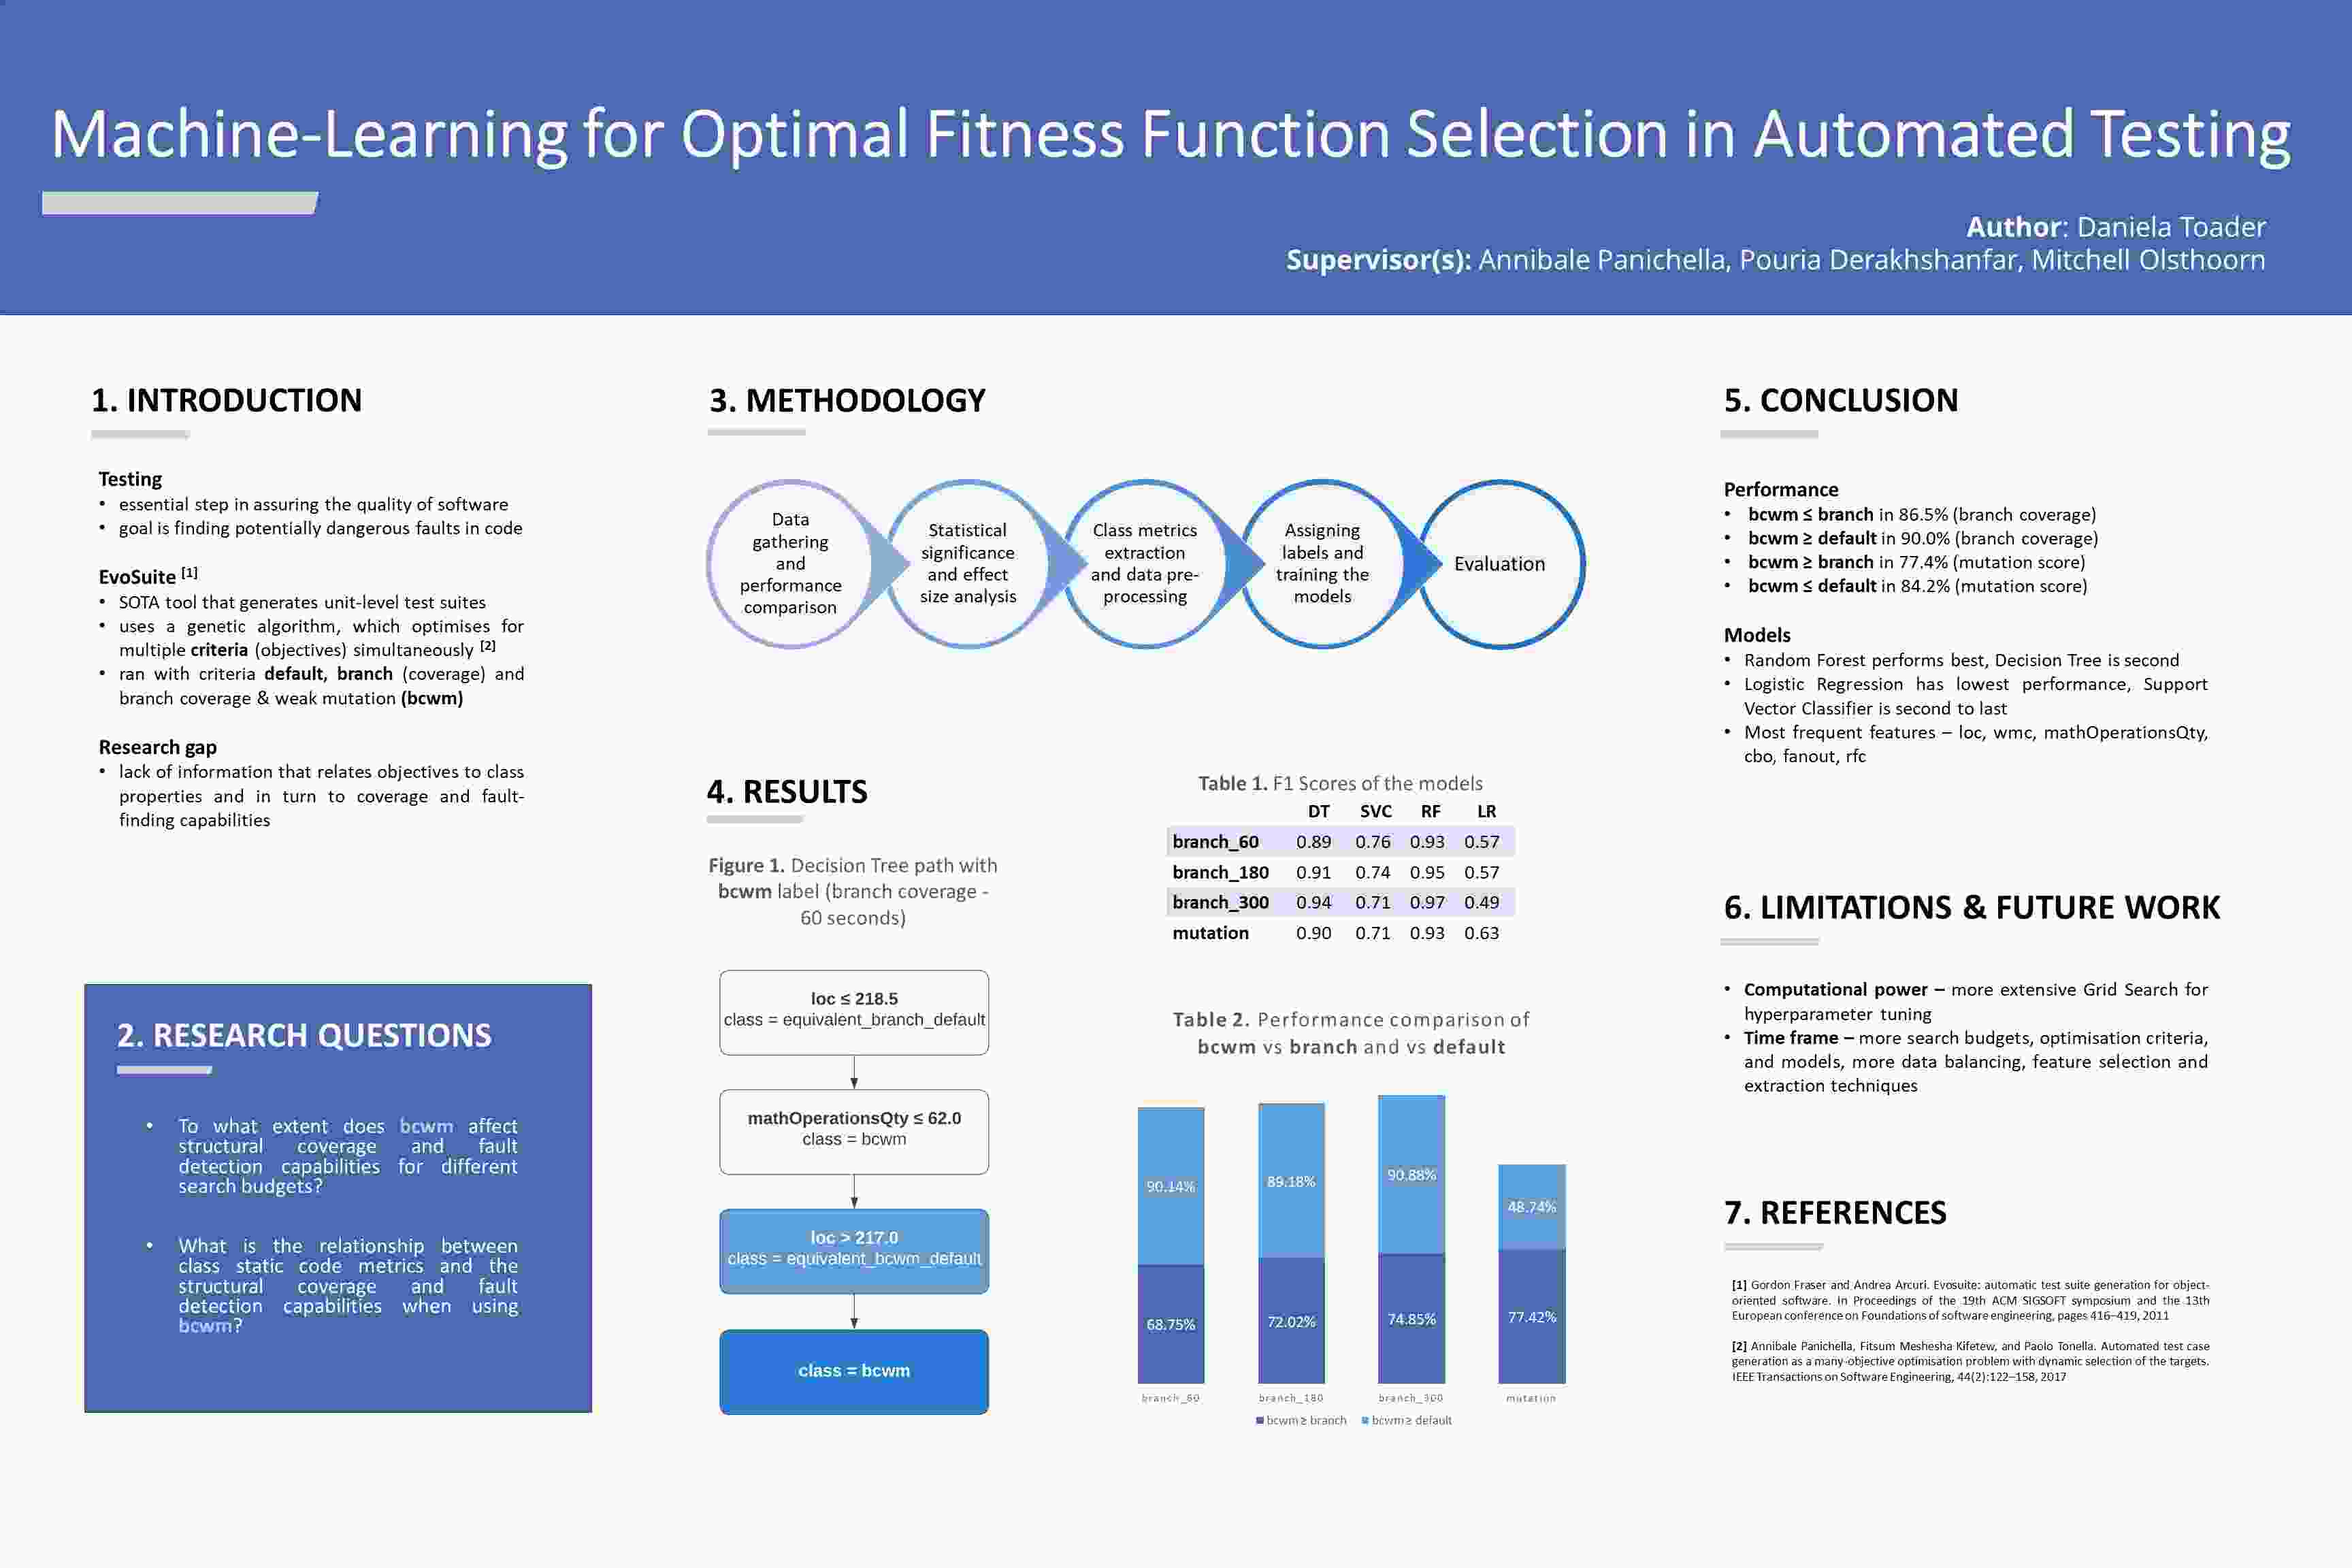 Machine-Learning for Optimal Fitness Function Selection in Automated Testing
Author: Daniela Toader
Supervisor(s): Annibale Panichella, Pouria Derakhshanfar, Mitchell Olsthoorn
1. INTRODUCTION
Testing
• essential step in assuring the quality of software
• goal is finding potentially dangerous faults in code
EvoSuite [1]
• SOTA tool that generates unit-level test suites
• uses a genetic algorithm, which optimises for
multiple criteria (objectives) simultaneously [2]
• ran with criteria default, branch (coverage) and
branch coverage & weak mutation (bcwm)
Research gap
• lack of information that relates objectives to class
properties and in turn to coverage and fault-
finding capabilities
2. RESEARCH QUESTIONS
• To what extent does bcwm affect
structural coverage and fault
detection capabilities for different
search budgets?
• What is the relationship between
class static code metrics and the
structural coverage and fault
detection capabilities when using
bcwm?
3. METHODOLOGY
Data
gathering
and
performance
comparison
Statistical
significance
and effect
size analysis
Class metrics
extraction
and data pre-
processing
Assigning
labels and
training the
models
Evaluation
4. RESULTS
Figure 1. Decision Tree path with
bcwm label (branch coverage -
60 seconds)
loc ≤ 218.5
class = equivalent_branch_default
mathOperationsQty ≤ 62.0
class = bcwm
loc > 217.0
class = equivalent_bcwm_default
class = bcwm
Table 1. F1 Scores of the models
DT SVC RF LR
branch_60 0.89 0.76 0.93 0.57
branch_180 0.91 0.74 0.95 0.57
branch_300 0.94 0.71 0.97 0.49
mutation 0.90 0.71 0.93 0.63
Table 2. Performance comparison of
bcwm vs branch and vs default
90.14% 89.18% 90.88% 48.74%
68.75% 72.02% 74.85% 77.42%
branch_60 branch_180 branch_300 mutation
bcwm ≥ branch bcwm ≥ default
5. CONCLUSION
Performance
• bcwm ≤ branch in 86.5% (branch coverage)
• bcwm ≥ default in 90.0% (branch coverage)
• bcwm ≥ branch in 77.4% (mutation score)
• bcwm ≤ default in 84.2% (mutation score)
Models
• Random Forest performs best, Decision Tree is second
• Logistic Regression has lowest performance, Support
Vector Classifier is second to last
• Most frequent features – loc, wmc, mathOperationsQty,
cbo, fanout, rfc
6. LIMITATIONS & FUTURE WORK
• Computational power – more extensive Grid Search for
hyperparameter tuning
• Time frame – more search budgets, optimisation criteria,
and models, more data balancing, feature selection and
extraction techniques
7. REFERENCES
[1] Gordon Fraser and Andrea Arcuri. Evosuite: automatic test suite generation for object-
oriented software. In Proceedings of the 19th ACM SIGSOFT symposium and the 13th
European conference on Foundations of software engineering, pages 416–419, 2011
[2] Annibale Panichella, Fitsum Meshesha Kifetew, and Paolo Tonella. Automated test case
generation as a many-objective optimisation problem with dynamic selection of the targets.
IEEE Transactions on Software Engineering, 44(2):122–158, 2017